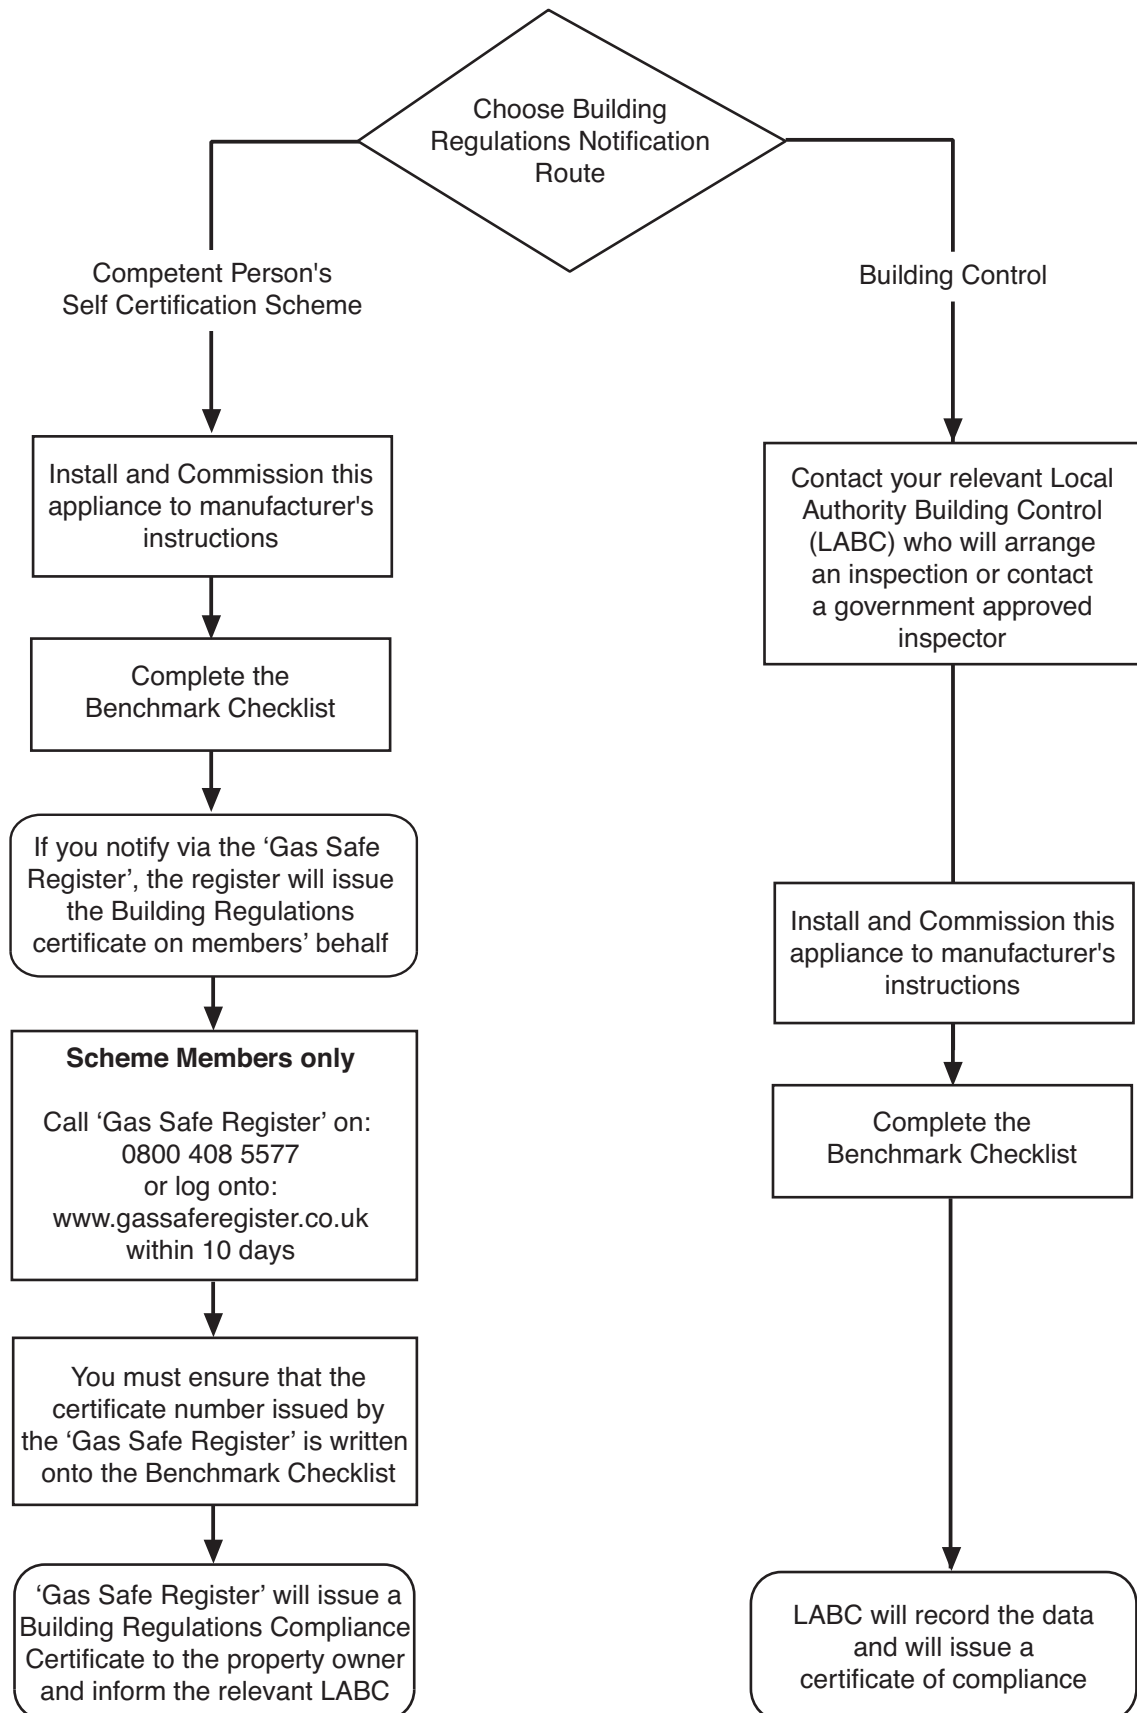 Choose Building
Regulations Notification
Route
Competent Person's
Self Certification Scheme
Building Control
Install and Commission this
appliance to manufacturer's
instructions
Complete the
Benchmark Checklist
If you notify via the ‘Gas Safe
Register’, the register will issue
the Building Regulations
certificate on members’ behalf
Scheme Members only
Call ‘Gas Safe Register’ on:
0800 408 5577
or log onto:
www.gassaferegister.co.uk
within 10 days
You must ensure that the
certificate number issued by
the ‘Gas Safe Register’ is written
onto the Benchmark Checklist
‘Gas Safe Register’ will issue a
Building Regulations Compliance
Certificate to the property owner
and inform the relevant LABC
Contact your relevant Local
Authority Building Control
(LABC) who will arrange
an inspection or contact
a government approved
inspector
Install and Commission this
appliance to manufacturer's
instructions
Complete the
Benchmark Checklist
LABC will record the data
and will issue a
certificate of compliance